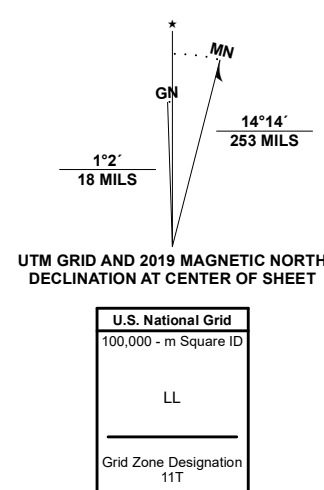 ★
MN
GN
14°14´
253 MILS
1°2´
18 MILS
UTM GRID AND 2019 MAGNETIC NORTH
DECLINATION AT CENTER OF SHEET
U.S. National Grid
100,000 - m Square ID
LL
Grid Zone Designation
11T